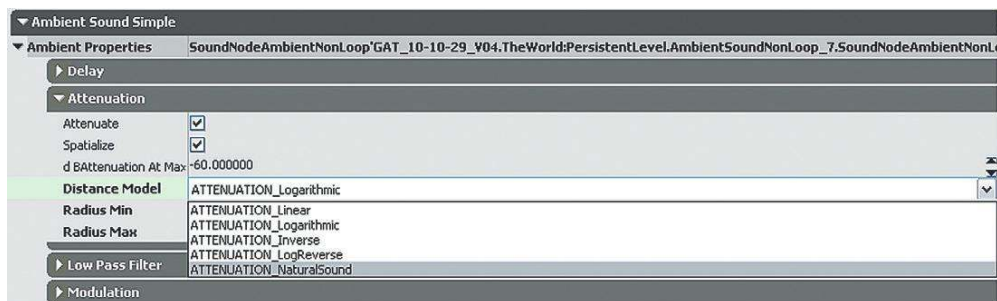 Ambient Sound Simple
Ambient Properties SoundNodeAmbientNonLoop'GAT_10-10-29_V04.TheWorld:PersistentLevel.AmbientSoundNonLoop_7.SoundNodeAmbientNonL
Delay
Attenuation
Attenuate
Spatialize
d BAttenuation At Max -60.000000
Distance Model ATTENUATION_Logarithmic
Radius Min ATTENUATION_Linear
ATTENUATION_Logarithmic
Radius Max ATTENUATION_Inverse
ATTENUATION_LogReverse
Low Pass Filter ATTENUATION_NaturalSound
Modulation